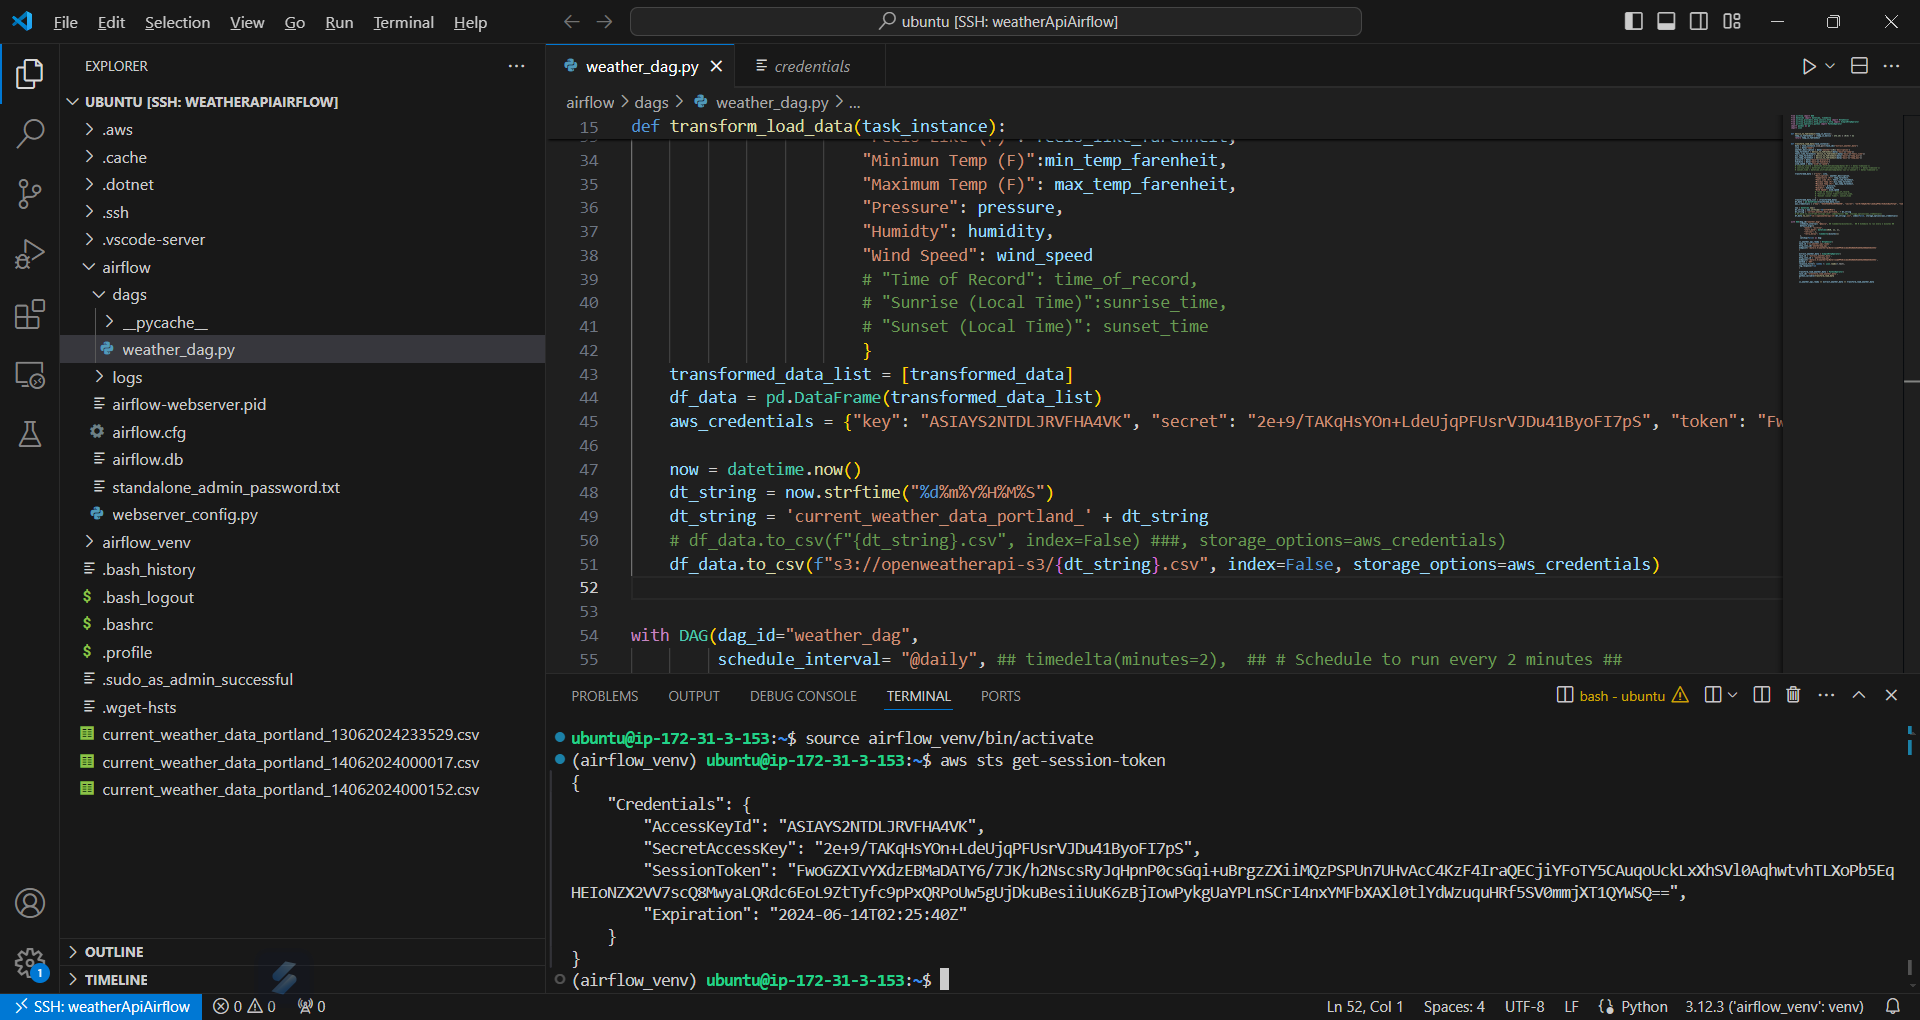 File Edit Selection View Go Run Terminal Help
ubuntu [SSH: weatherApiAirflow]
EXPLORER
UBUNTU [SSH: WEATHERAPIAIRFLOW]
.aws
.cache
.dotnet
.ssh
.vscode-server
airflow
dags
__pycache__
weather_dag.py
logs
airflow-webserver.pid
airflow.cfg
airflow.db
standalone_admin_password.txt
webserver_config.py
airflow_venv
.bash_history
.bash_logout
.bashrc
.profile
.sudo_as_admin_successful
.wget-hsts
current_weather_data_portland_13062024233529.csv
current_weather_data_portland_14062024000017.csv
current_weather_data_portland_14062024000152.csv
OUTLINE
TIMELINE
weather_dag.py credentials
airflow > dags > weather_dag.py > ...
15 def transform_load_data(task_instance):
34 "Minimun Temp (F)":min_temp_farenheit,
35 "Maximum Temp (F)": max_temp_farenheit,
36 "Pressure": pressure,
37 "Humidty": humidity,
38 "Wind Speed": wind_speed
39 # "Time of Record": time_of_record,
40 # "Sunrise (Local Time)":sunrise_time,
41 # "Sunset (Local Time)": sunset_time
42 }
43 transformed_data_list = [transformed_data]
44 df_data = pd.DataFrame(transformed_data_list)
45 aws_credentials = {"key": "ASIAYS2NTDLJRVFHA4VK", "secret": "2e+9/TAKqHsYOn+LdeUjqPFUsrVJDu41ByoFI7pS", "token": "Fw
46
47 now = datetime.now()
48 dt_string = now.strftime("%d%m%Y%H%M%S")
49 dt_string = 'current_weather_data_portland_' + dt_string
50 # df_data.to_csv(f"{dt_string}.csv", index=False) ###, storage_options=aws_credentials)
51 df_data.to_csv(f"s3://openweatherapi-s3/{dt_string}.csv", index=False, storage_options=aws_credentials)
52
53
54 with DAG(dag_id="weather_dag",
55 schedule_interval= "@daily", ## timedelta(minutes=2), ## # Schedule to run every 2 minutes ##
PROBLEMS OUTPUT DEBUG CONSOLE TERMINAL PORTS
bash - ubuntu
ubuntu@ip-172-31-3-153:~$ source airflow_venv/bin/activate
(airflow_venv) ubuntu@ip-172-31-3-153:~$ aws sts get-session-token
{
"Credentials": {
"AccessKeyId": "ASIAYS2NTDLJRVFHA4VK",
"SecretAccessKey": "2e+9/TAKqHsYOn+LdeUjqPFUsrVJDu41ByoFI7pS",
"SessionToken": "FwoGZXIvYXdzEBMaDATY6/7JK/h2NscsRyJqHpnP0csGqi+uBrgzZXiiMQzPSPUn7UHvAcC4KzF4IraQECjiYFoTY5CAuqoUckLxXhSVl0AqhwtvhTLXoPb5Eq
HEIoNZX2VV7scQ8MwyaLQRdc6EoL9ZtTyfc9pPxQRPoUw5gUjDkuBesiiUuK6zBjIowPykgUaYPLnSCrI4nxYMFbXAXl0tlYdWzuquHRf5SV0mmjXT1QYWSQ==",
"Expiration": "2024-06-14T02:25:40Z"
}
}
(airflow_venv) ubuntu@ip-172-31-3-153:~$
1
SSH: weatherApiAirflow 0 0 0 Ln 52, Col 1 Spaces: 4 UTF-8 LF Python 3.12.3 ('airflow_venv': venv)